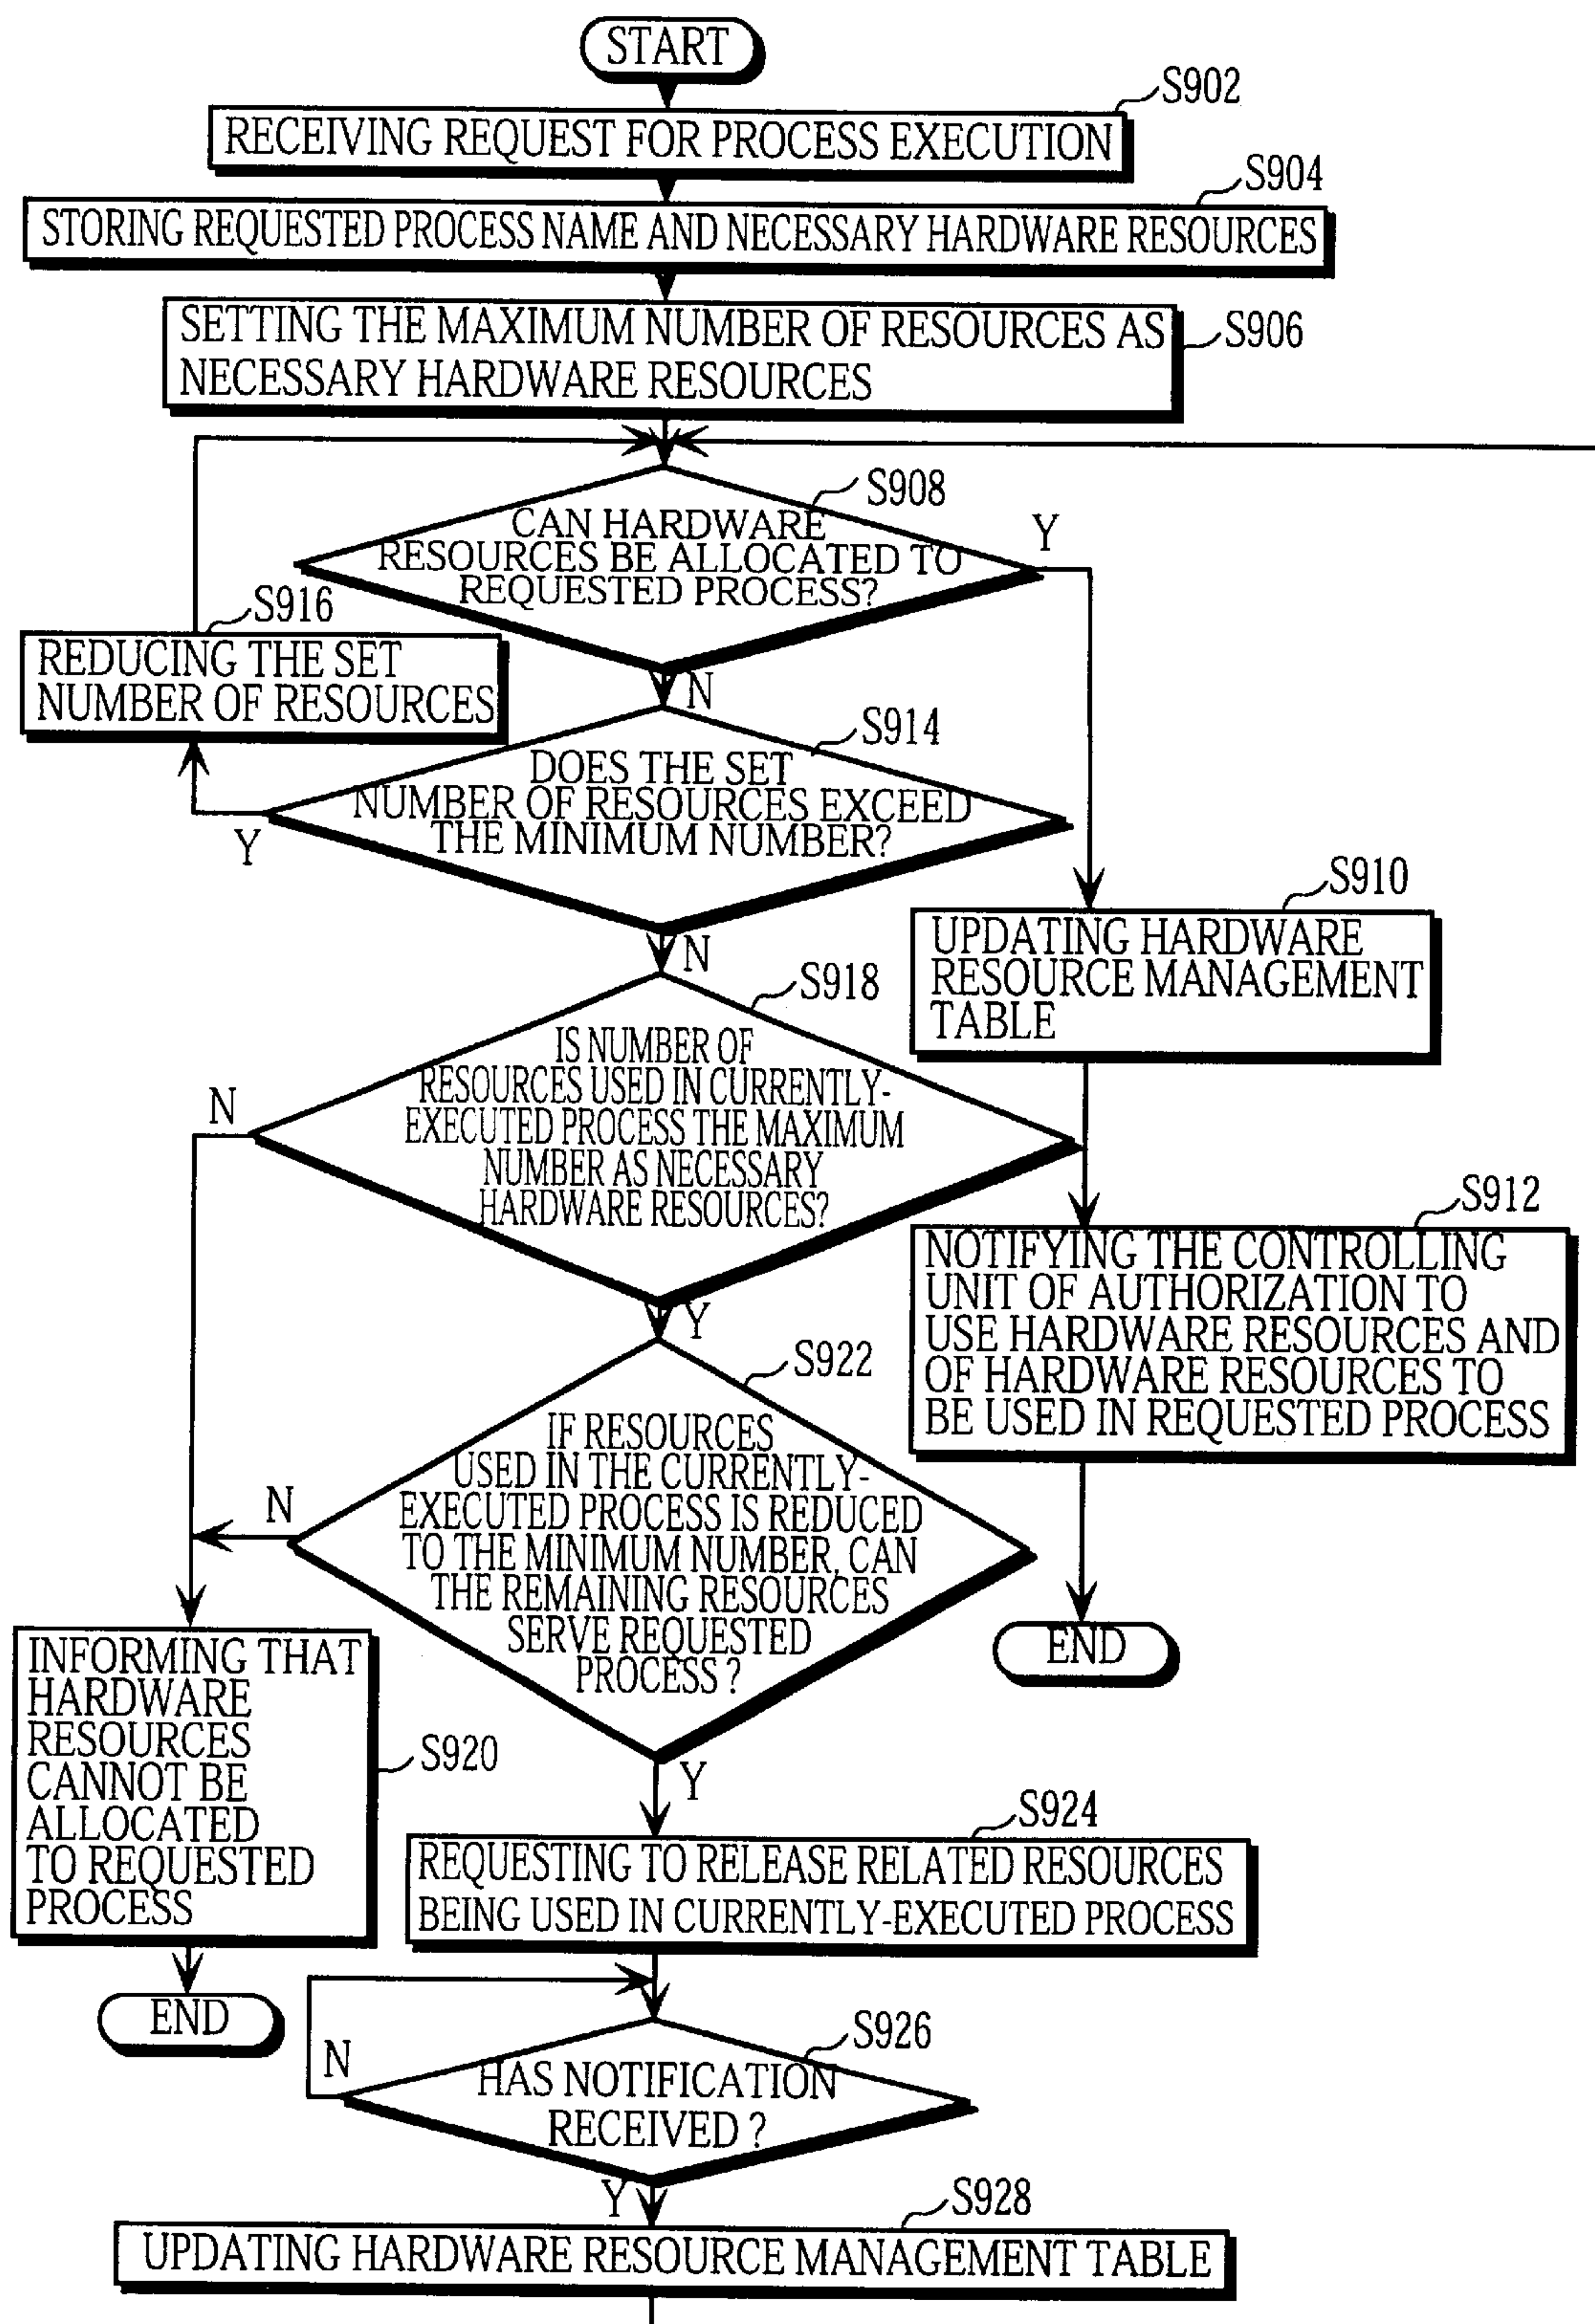 START
S902
RECEIVING REQUEST FOR PROCESS EXECUTION
S904
STORING REQUESTED PROCESS NAME AND NECESSARY HARDWARE RESOURCES
SETTING THE MAXIMUM NUMBER OF RESOURCES AS
NECESSARY HARDWARE RESOURCES
S906
S908
CAN HARDWARE
RESOURCES BE ALLOCATED TO
REQUESTED PROCESS?
Y
N
S916
REDUCING THE SET
NUMBER OF RESOURCES
S914
DOES THE SET
NUMBER OF RESOURCES EXCEED
THE MINIMUM NUMBER?
Y
N
S910
UPDATING HARDWARE
RESOURCE MANAGEMENT
TABLE
S918
IS NUMBER OF
RESOURCES USED IN CURRENTLY-
EXECUTED PROCESS THE MAXIMUM
NUMBER AS NECESSARY
HARDWARE RESOURCES?
N
Y
S912
NOTIFYING THE CONTROLLING
UNIT OF AUTHORIZATION TO
USE HARDWARE RESOURCES AND
OF HARDWARE RESOURCES TO
BE USED IN REQUESTED PROCESS
END
S922
IF RESOURCES
USED IN THE CURRENTLY-
EXECUTED PROCESS IS REDUCED
TO THE MINIMUM NUMBER, CAN
THE REMAINING RESOURCES
SERVE REQUESTED
PROCESS ?
N
Y
INFORMING THAT
HARDWARE
RESOURCES
CANNOT BE
ALLOCATED
TO REQUESTED
PROCESS
S920
END
S924
REQUESTING TO RELEASE RELATED RESOURCES
BEING USED IN CURRENTLY-EXECUTED PROCESS
S926
HAS NOTIFICATION
RECEIVED ?
N
Y
S928
UPDATING HARDWARE RESOURCE MANAGEMENT TABLE